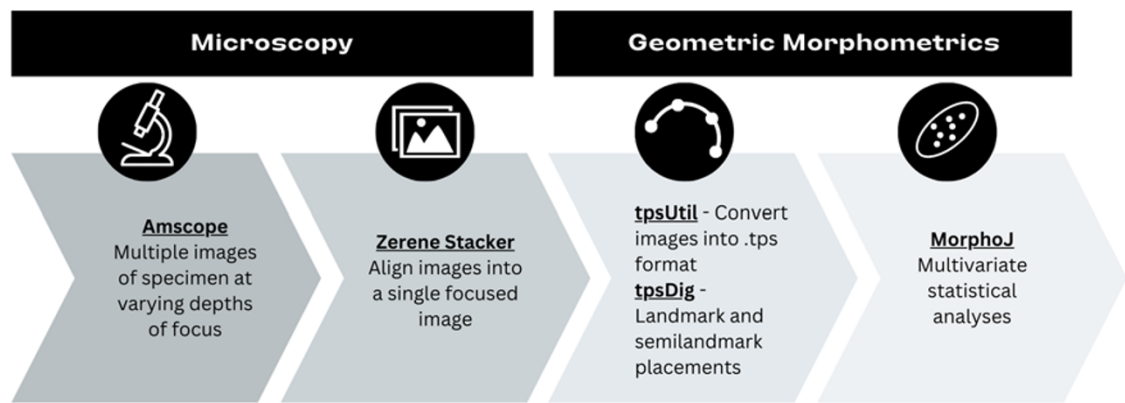 Microscopy
Geometric Morphometrics
Amscope
Multiple images
of specimen at
varying depths
of focus
Zerene Stacker
Align images into
a single focused
image
tpsUtil - Convert
images into .tps
format
tpsDig -
Landmark and
semilandmark
placements
MorphoJ
Multivariate
statistical
analyses